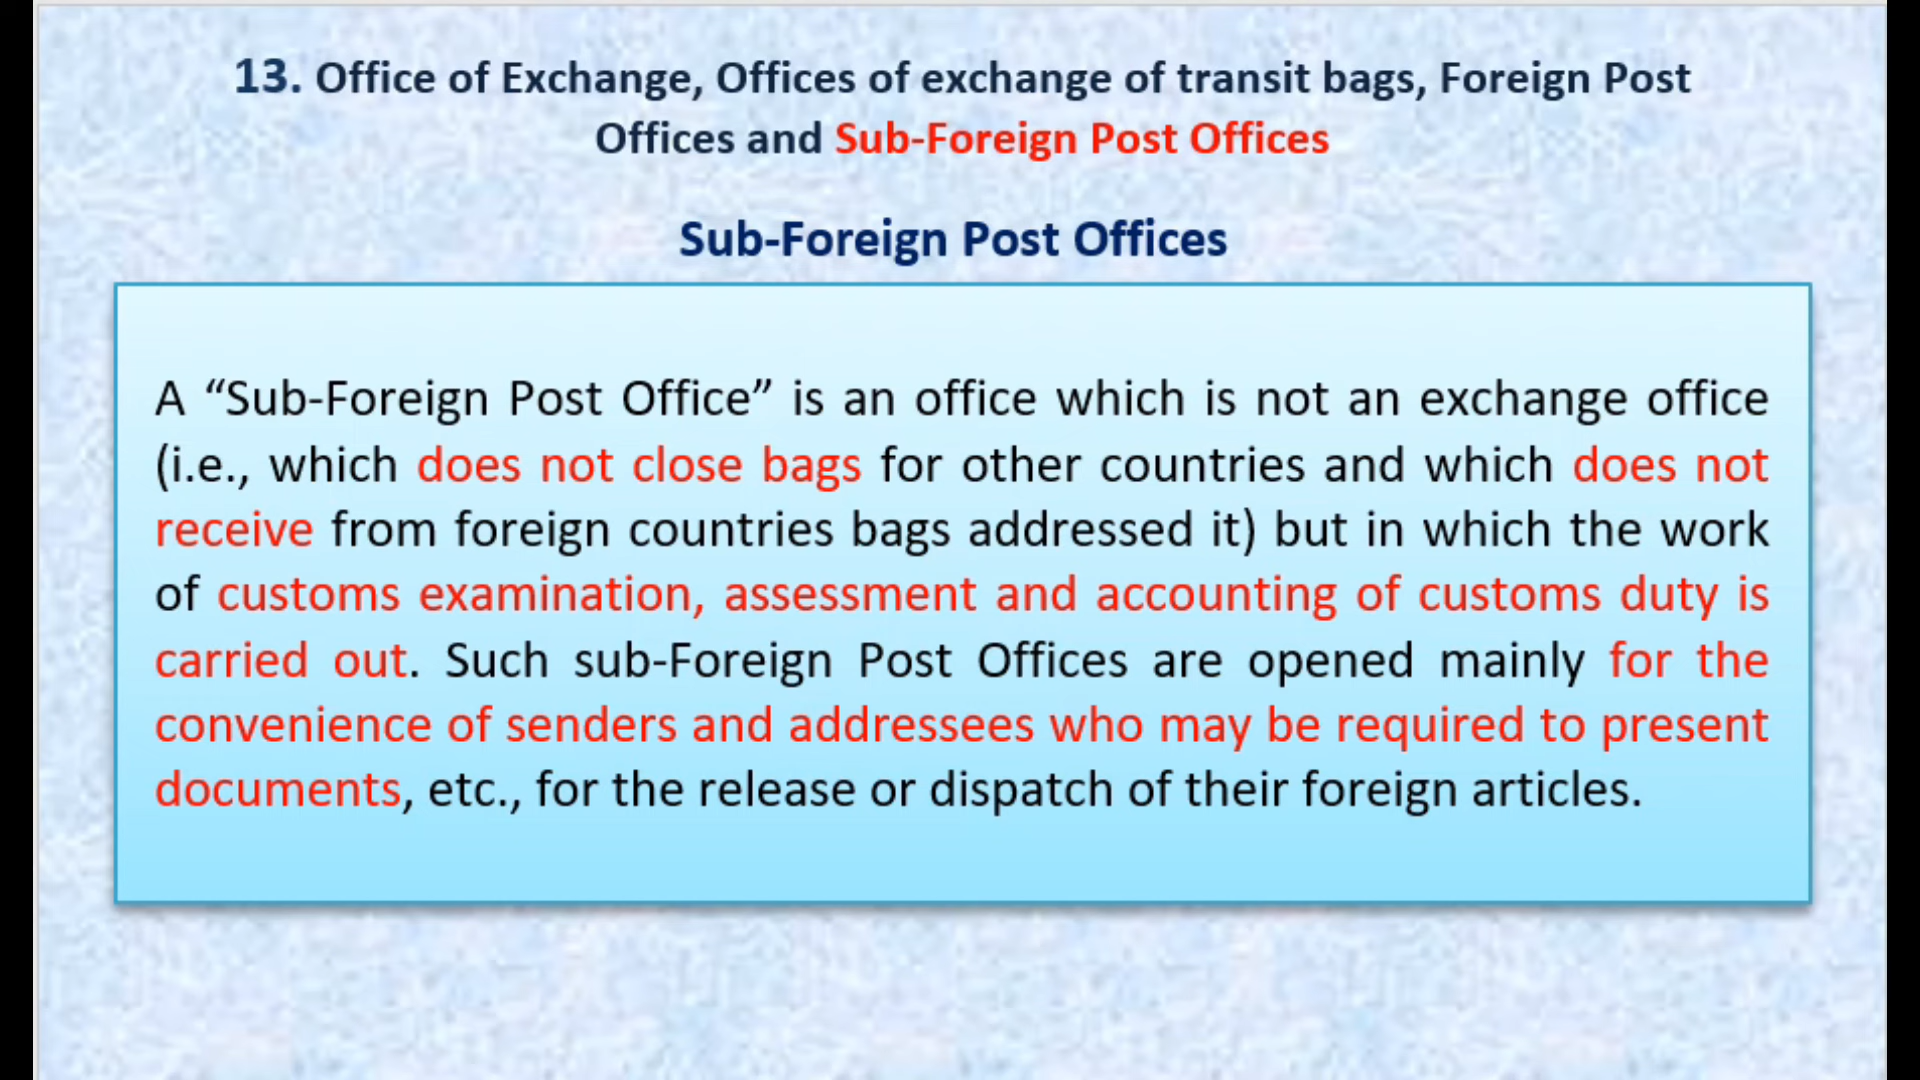 13. Office of Exchange, Offices of exchange of transit bags, Foreign Post
Offices and Sub-Foreign Post Offices
Sub-Foreign Post Offices
A “Sub-Foreign Post Office” is an office which is not an exchange office
(i.e., which does not close bags for other countries and which does not
receive from foreign countries bags addressed it) but in which the work
of customs examination, assessment and accounting of customs duty is
carried out. Such sub-Foreign Post Offices are opened mainly for the
convenience of senders and addressees who may be required to present
documents, etc., for the release or dispatch of their foreign articles.